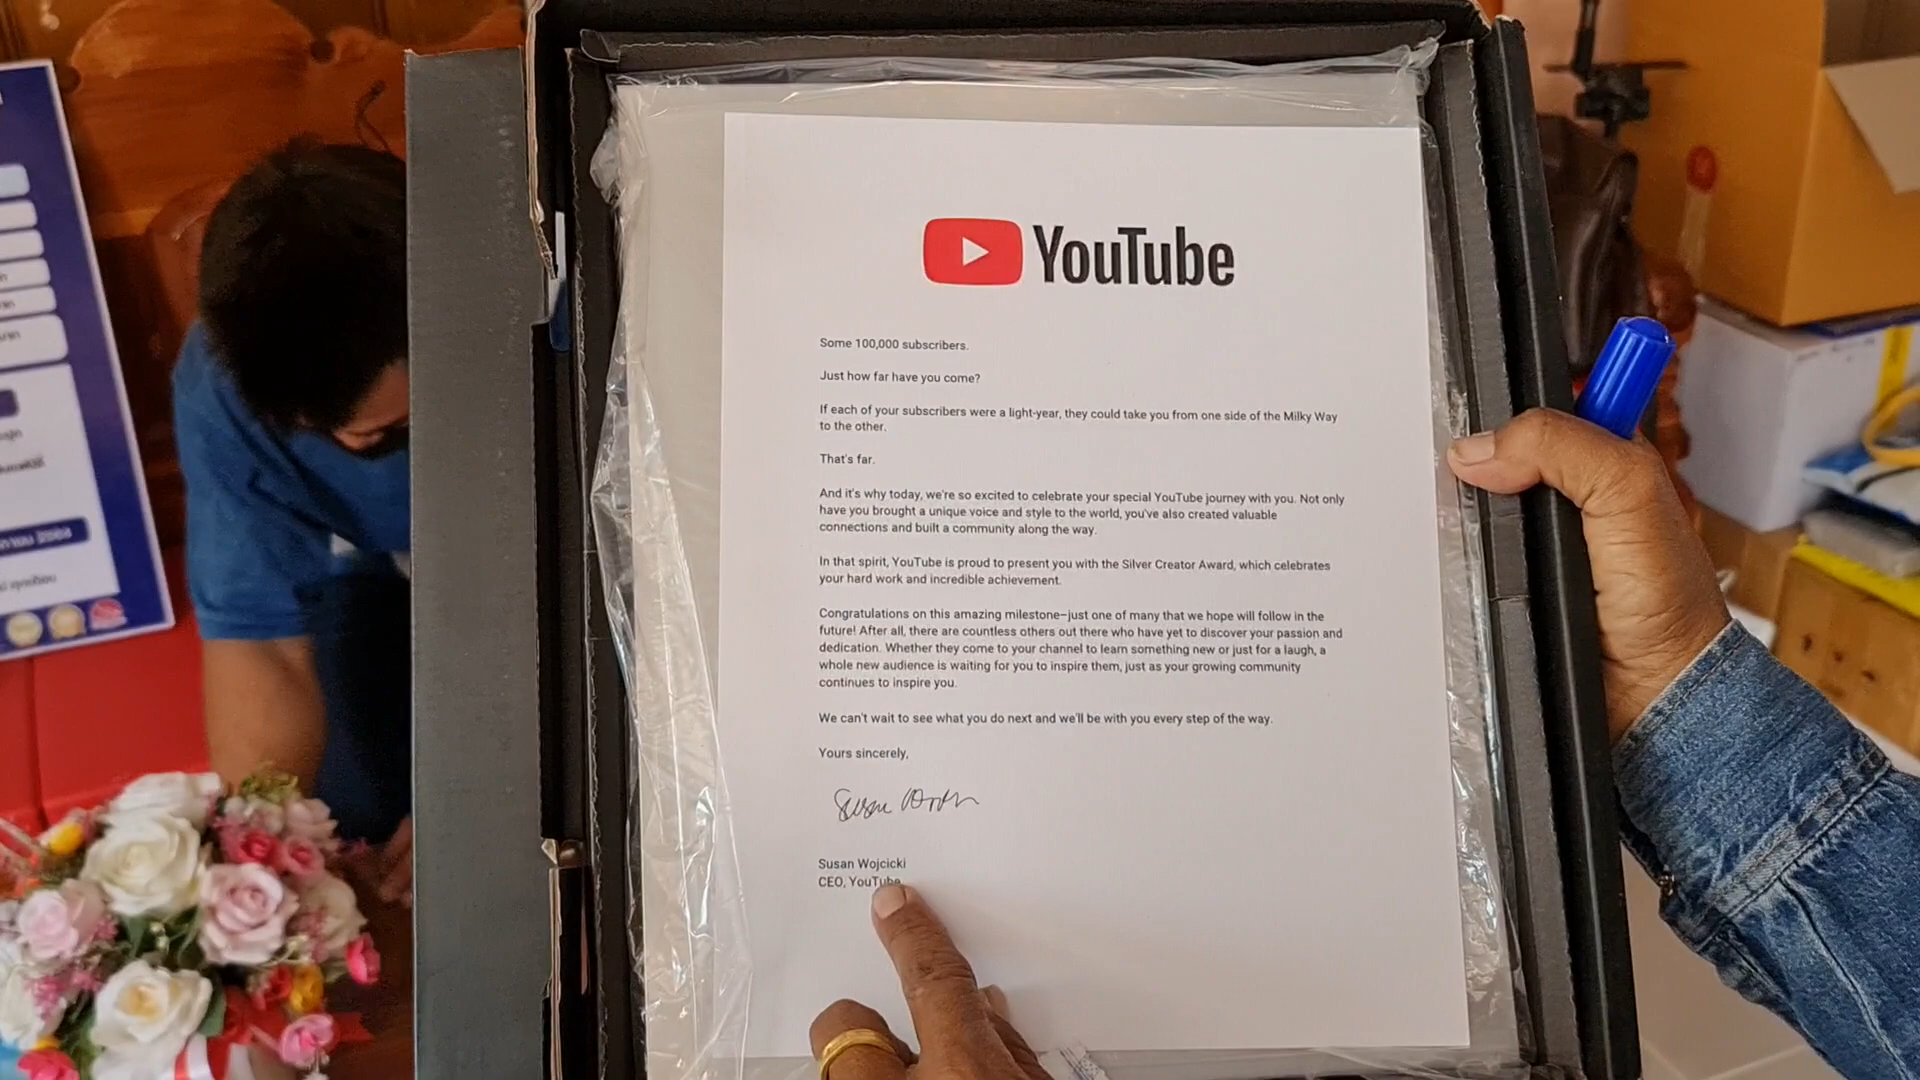 YouTube
Some 100,000 subscribers.
Just how far have you come?
If each of your subscribers were a light-year, they could take you from one side of the Milky Way
to the other.
That's far.
And it's why today, we're so excited to celebrate your special YouTube journey with you. Not only
have you brought a unique voice and style to the world, you've also created valuable
connections and built a community along the way.
In that spirit, YouTube is proud to present you with the Silver Creator Award, which celebrates
your hard work and incredible achievement.
Congratulations on this amazing milestone—just one of many that we hope will follow in the
future! After all, there are countless others out there who have yet to discover your passion and
dedication. Whether they come to your channel to learn something new or just for a laugh, a
whole new audience is waiting for you to inspire them, just as your growing community
continues to inspire you.
We can't wait to see what you do next and we'll be with you every step of the way.
Yours sincerely,
Susan Wojcicki
CEO, YouTube